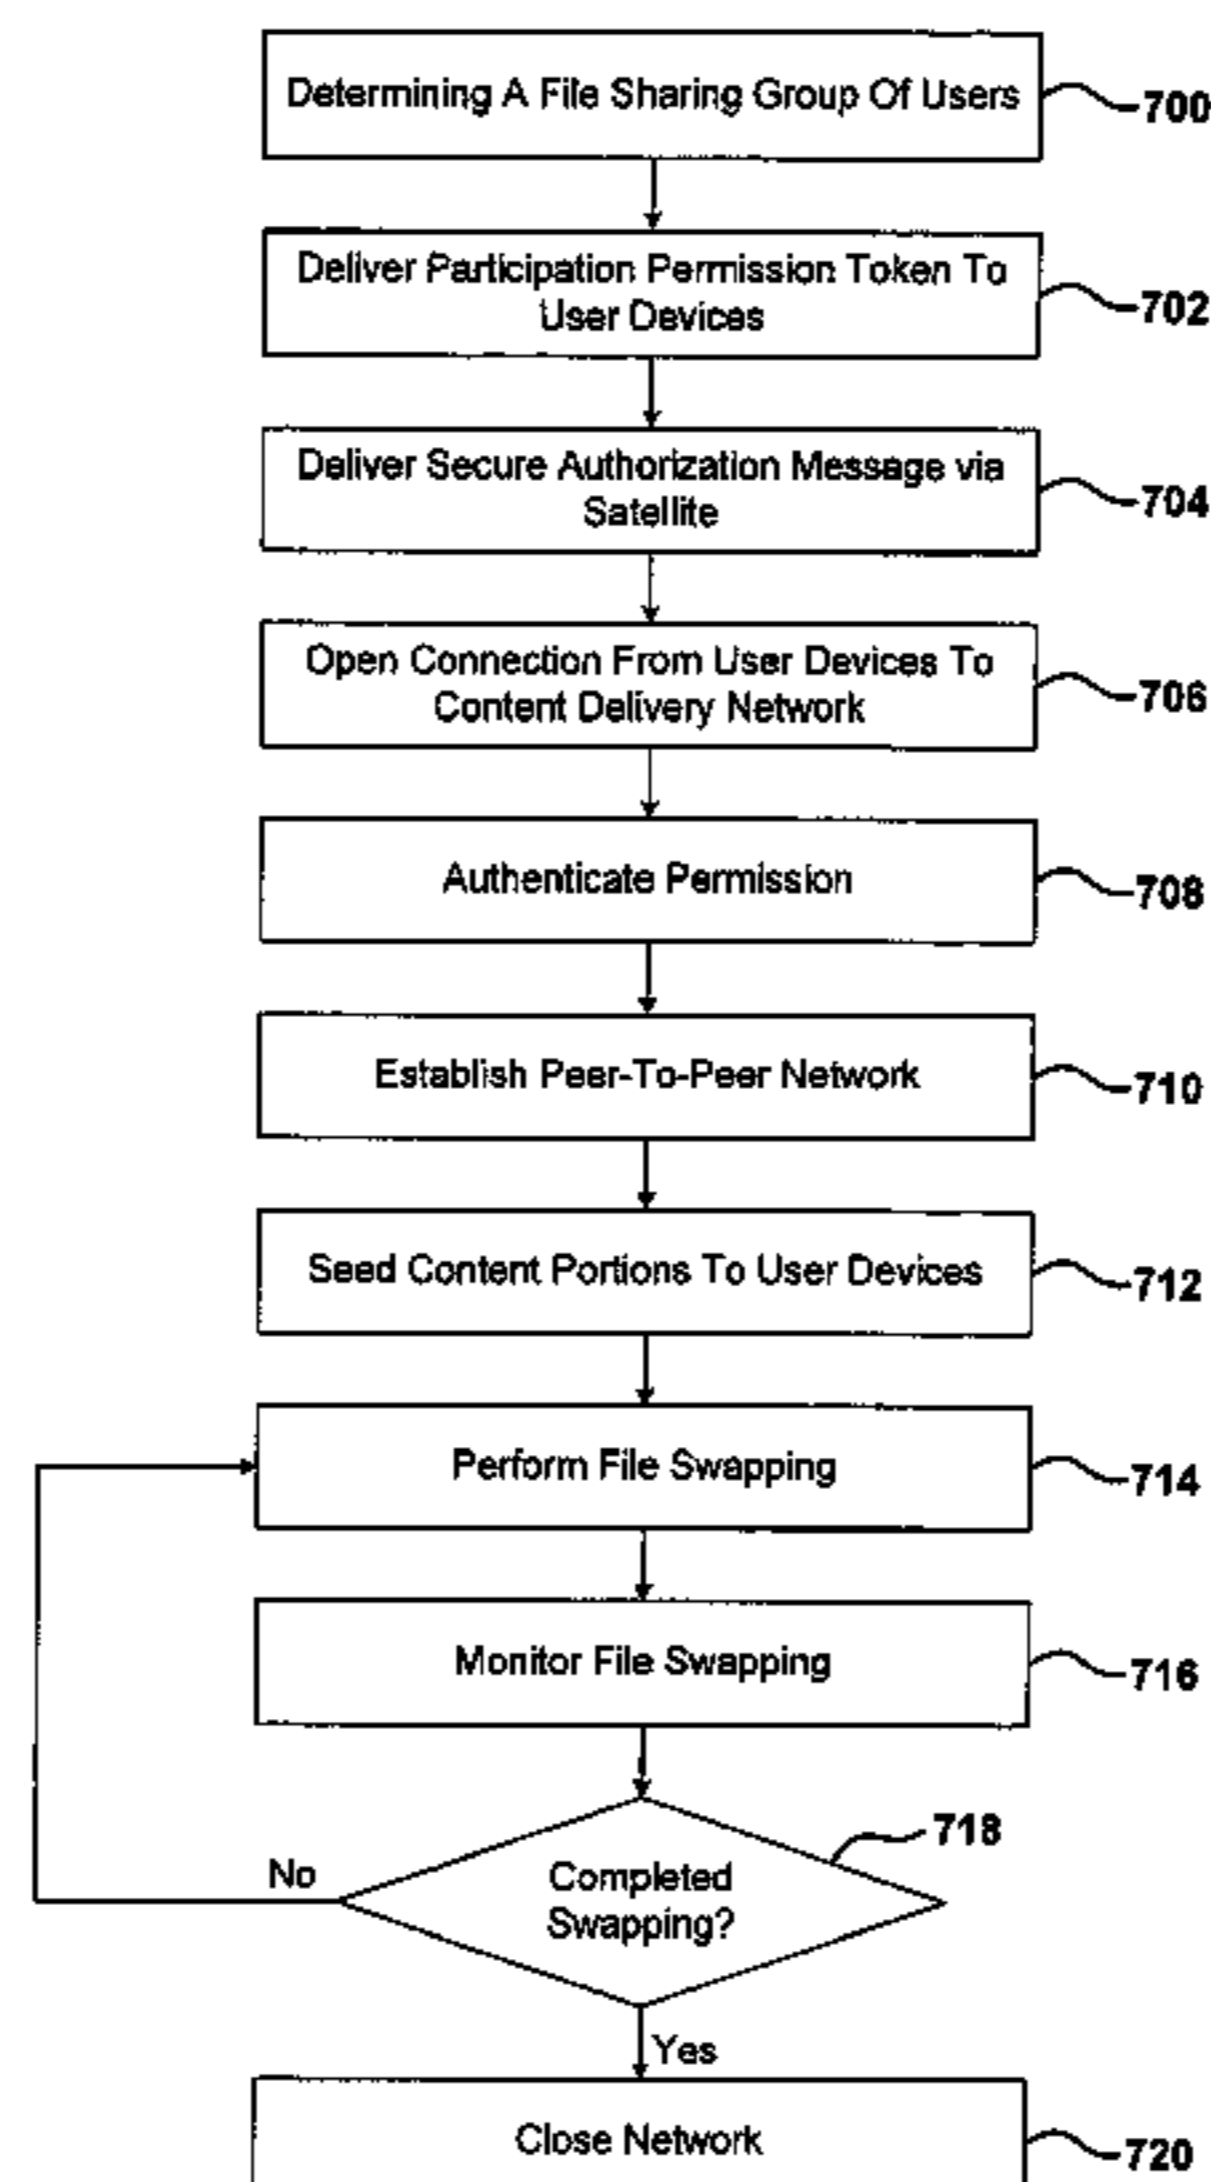 Determining A File Sharing Group Of Users
700
Deliver Participation Permission Token To
User Devices
702
Deliver Secure Authorization Message via
Satellite
704
Open Connection From User Devices To
Content Delivery Network
706
Authenticate Permission
708
Establish Peer-To-Peer Network
710
Seed Content Portions To User Devices
712
Perform File Swapping
714
Monitor File Swapping
716
718
No
Completed
Swapping?
Yes
Close Network
720